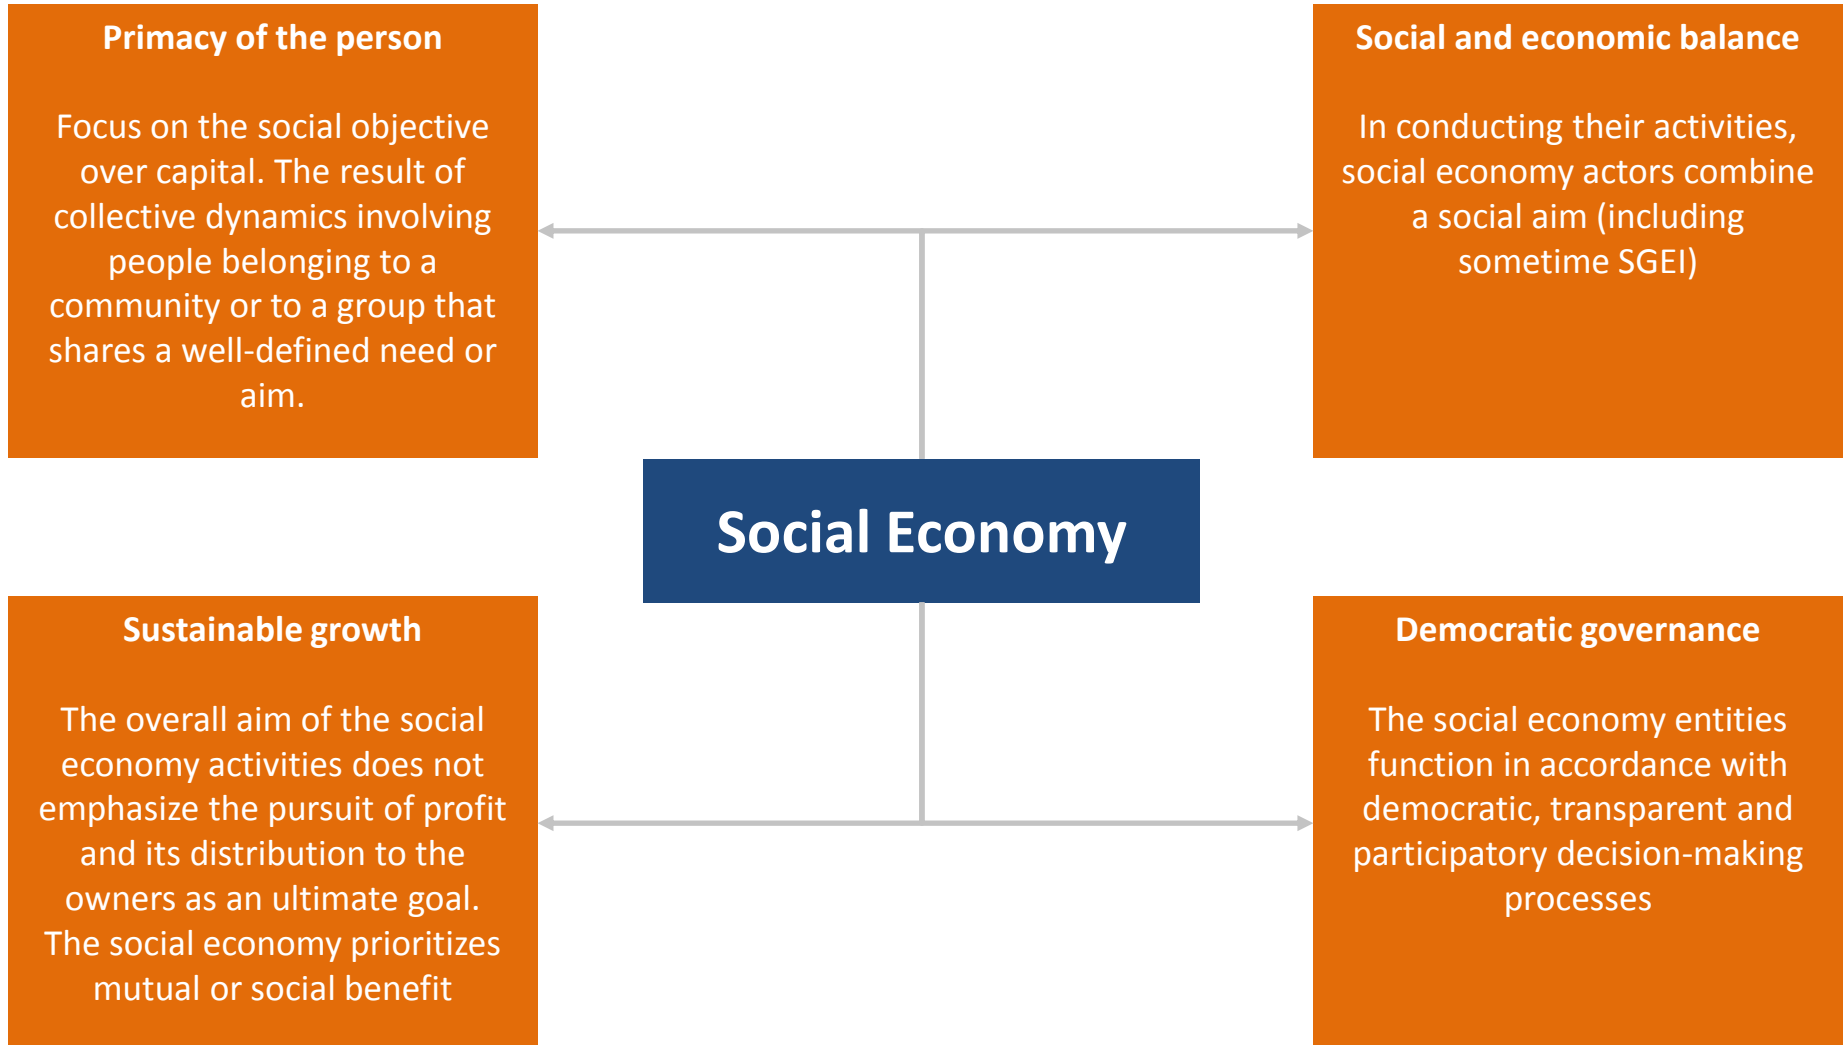 Primacy of the person
Focus on the social objective
over capital. The result of
collective dynamics involving
people belonging to a
community or to a group that
shares a well-defined need or
aim.
Social and economic balance
In conducting their activities,
social economy actors combine
a social aim (including
sometime SGEI)
Social Economy
Sustainable growth
The overall aim of the social
economy activities does not
emphasize the pursuit of profit
and its distribution to the
owners as an ultimate goal.
The social economy prioritizes
mutual or social benefit
Democratic governance
The social economy entities
function in accordance with
democratic, transparent and
participatory decision-making
processes